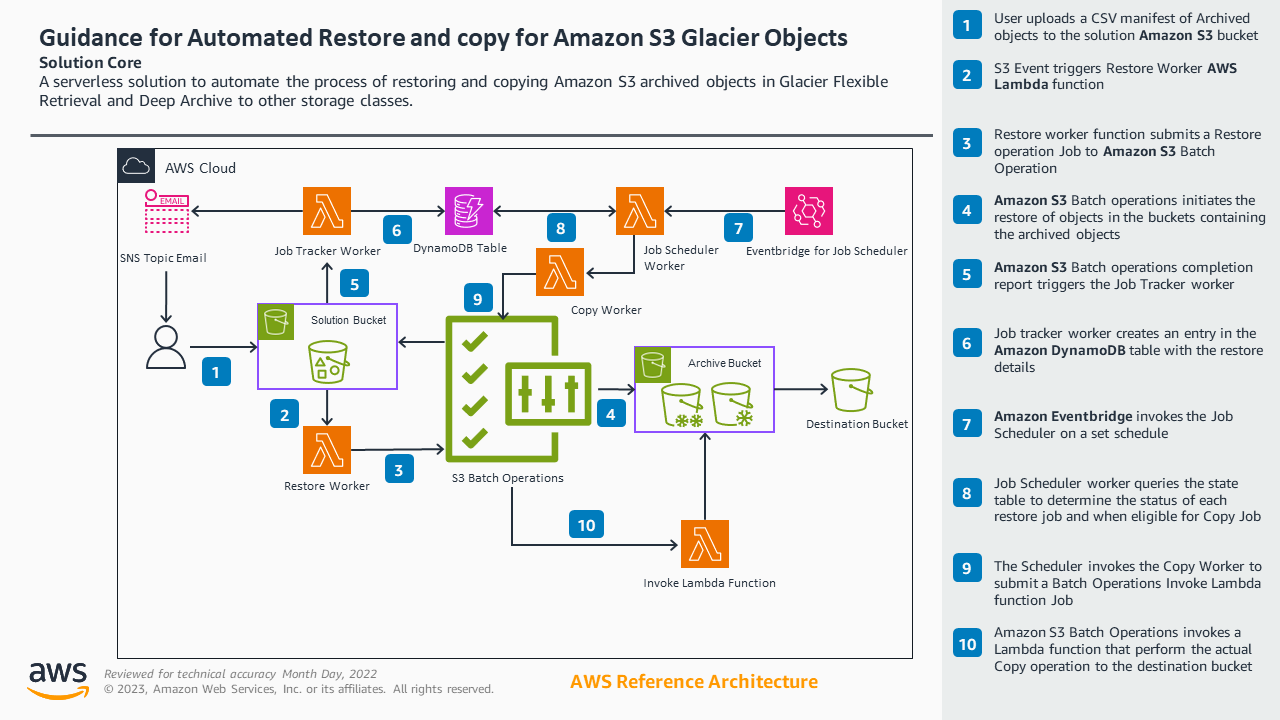 Guidance for Automated Restore and copy for Amazon S3 Glacier Objects
Solution Core
A serverless solution to automate the process of restoring and copying Amazon S3 archived objects in Glacier Flexible
Retrieval and Deep Archive to other storage classes.
AWS Cloud
EMAIL
SNS Topic Email
Job Tracker Worker
6
DynamoDB Table
8
Job Scheduler
Worker
7
Eventbridge for Job Scheduler
5
9
Copy Worker
Solution Bucket
1
2
Restore Worker
3
S3 Batch Operations
4
Archive Bucket
Destination Bucket
10
Invoke Lambda Function
aws
Reviewed for technical accuracy Month Day, 2022
© 2023, Amazon Web Services, Inc. or its affiliates. All rights reserved.
AWS Reference Architecture
1
User uploads a CSV manifest of Archived
objects to the solution Amazon S3 bucket
2
S3 Event triggers Restore Worker AWS
Lambda function
3
Restore worker function submits a Restore
operation Job to Amazon S3 Batch
Operation
4
Amazon S3 Batch operations initiates the
restore of objects in the buckets containing
the archived objects
5
Amazon S3 Batch operations completion
report triggers the Job Tracker worker
6
Job tracker worker creates an entry in the
Amazon DynamoDB table with the restore
details
7
Amazon Eventbridge invokes the Job
Scheduler on a set schedule
8
Job Scheduler worker queries the state
table to determine the status of each
restore job and when eligible for Copy Job
9
The Scheduler invokes the Copy Worker to
submit a Batch Operations Invoke Lambda
function Job
10
Amazon S3 Batch Operations invokes a
Lambda function that perform the actual
Copy operation to the destination bucket